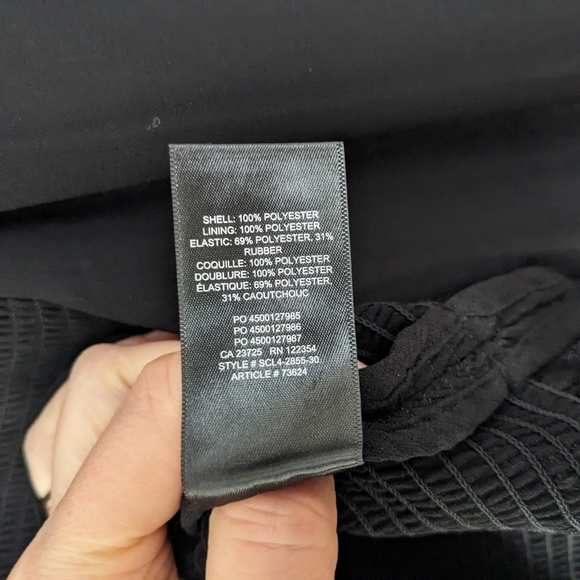 SHELL: 100% POLYESTER
LINING: 100% POLYESTER
ELASTIC: 69% POLYESTER, 31%
RUBBER
COQUILLE: 100% POLYESTER
DOUBLURE: 100% POLYESTER
ÉLASTIQUE: 69% POLYESTER,
31% CAOUTCHOUC
PO 4500127985
PO 4500127986
PO 4500127987
CA 23725 RN 122354
STYLE # SCL4-2855-30
ARTICLE # 73624